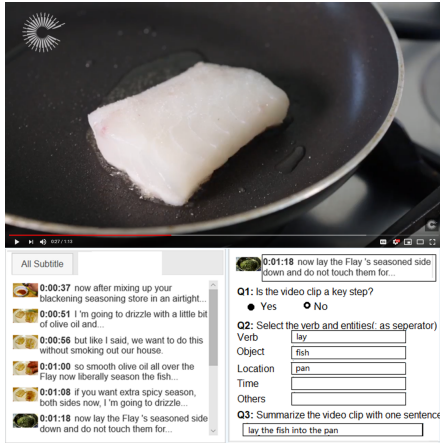 0:27 / 1:13
All Subtitle
0:00:37 now after mixing up your
blackening seasoning store in an airtight...
0:00:51 I 'm going to drizzle with a little bit
of olive oil and...
0:00:56 but like I said, we want to do this
without smoking out our house.
0:01:00 so smooth olive oil all over the
Flay now liberally season the fish...
0:01:08 if you want extra spicy season,
both sides now, I 'm going to drizzle...
0:01:18 now lay the Flay 's seasoned side
down and do not touch them for...
0:01:18 now lay the Flay 's seasoned side
down and do not touch them for...
Q1: Is the video clip a key step?
Yes No
Q2: Select the verb and entities(: as seperator)
Verb lay
Object fish
Location pan
Time
Others
Q3: Summarize the video clip with one sentence
lay the fish into the pan